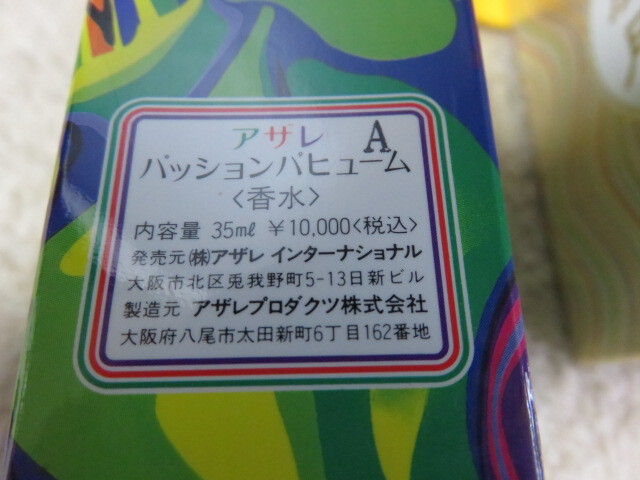 アザレ A
パッションパヒューム
〈香水〉
内容量 35ml ¥10,000〈税込〉
発売元 (株)アザレ インターナショナル
大阪市北区兎我野町5-13日新ビル
製造元 アザレプロダクツ株式会社
大阪府八尾市太田新町6丁目162番地